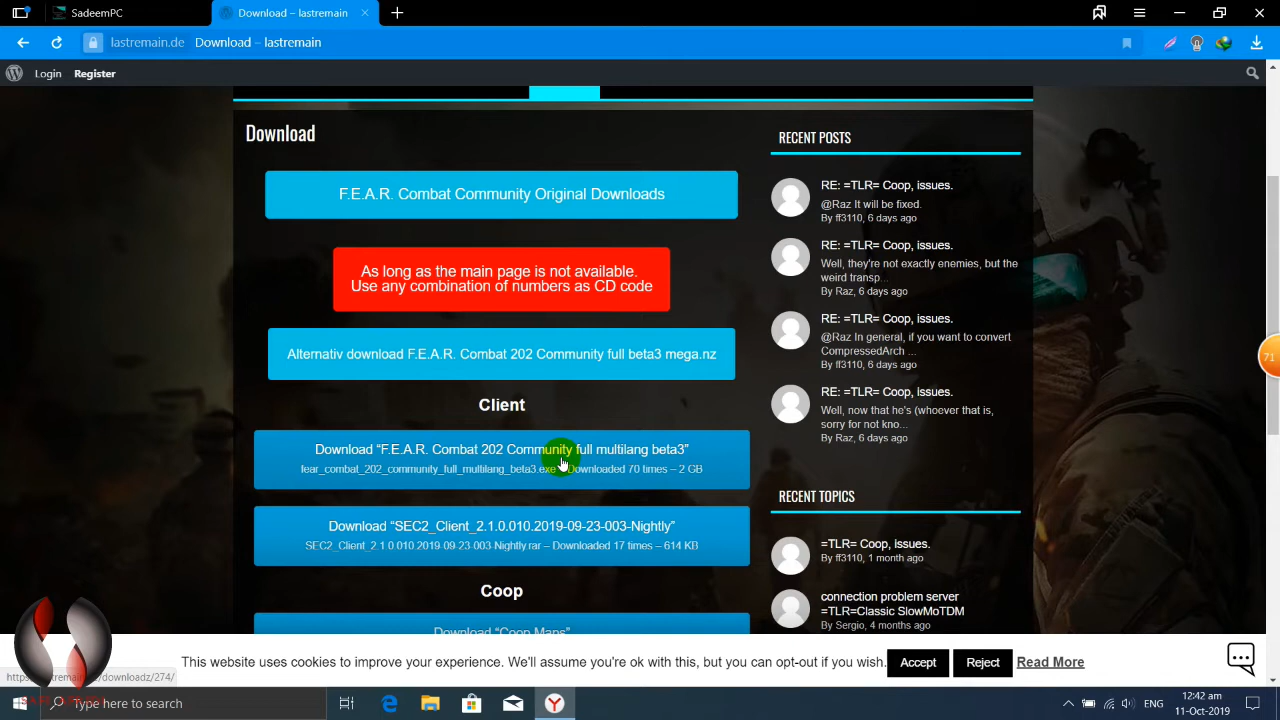 SadeemPC
Download – lastremain
lastremain.de Download – lastremain
Login Register
Download
F.E.A.R. Combat Community Original Downloads
As long as the main page is not available.
Use any combination of numbers as CD code
Alternativ download F.E.A.R. Combat 202 Community full beta3 mega.nz
Client
Download “F.E.A.R. Combat 202 Community full multilang beta3”
fear_combat_202_community_full_multilang_beta3.exe – Downloaded 70 times – 2 GB
Download “SEC2_Client_2.1.0.010.2019-09-23-003-Nightly”
SEC2_Client_2.1.0.010.2019-09-23-003-Nightly.rar – Downloaded 17 times – 614 KB
Coop
Download “Coop Maps”
RECENT POSTS
RE: =TLR= Coop, issues.
@Raz It will be fixed.
By ff3110, 6 days ago
RE: =TLR= Coop, issues.
Well, they're not exactly enemies, but the
weird transp...
By Raz, 6 days ago
RE: =TLR= Coop, issues.
@Raz In general, if you want to convert
CompressedArch ...
By ff3110, 6 days ago
RE: =TLR= Coop, issues.
Well, now that he's (whoever that is,
sorry for not kno...
By Raz, 6 days ago
RECENT TOPICS
=TLR= Coop, issues.
By ff3110, 1 month ago
connection problem server
=TLR=Classic SlowMoTDM
By Sergio, 4 months ago
71
This website uses cookies to improve your experience. We'll assume you're ok with this, but you can opt-out if you wish. Accept Reject Read More
Type here to search
ENG
12:42 am
11-Oct-2019